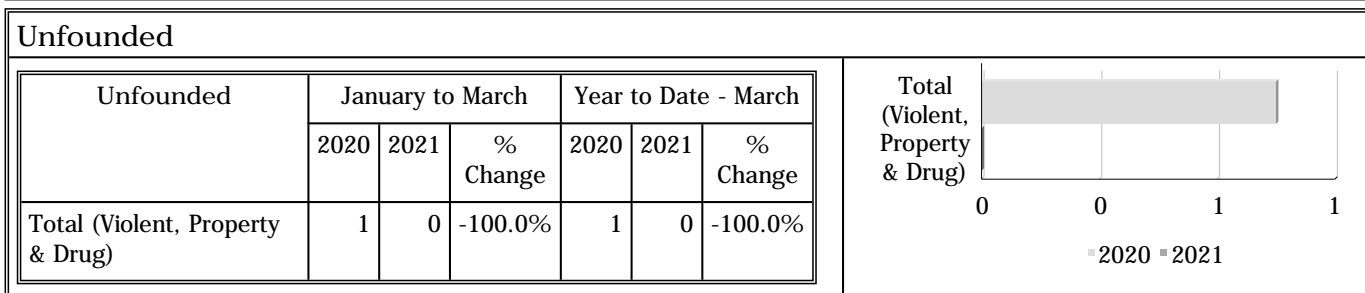 Unfounded
Unfounded January to March Year to Date - March
2020 2021 % Change 2020 2021 % Change
Total (Violent, Property & Drug) 1 0 -100.0% 1 0 -100.0%
Total
(Violent,
Property
& Drug)
0 0 1 1
2020 2021